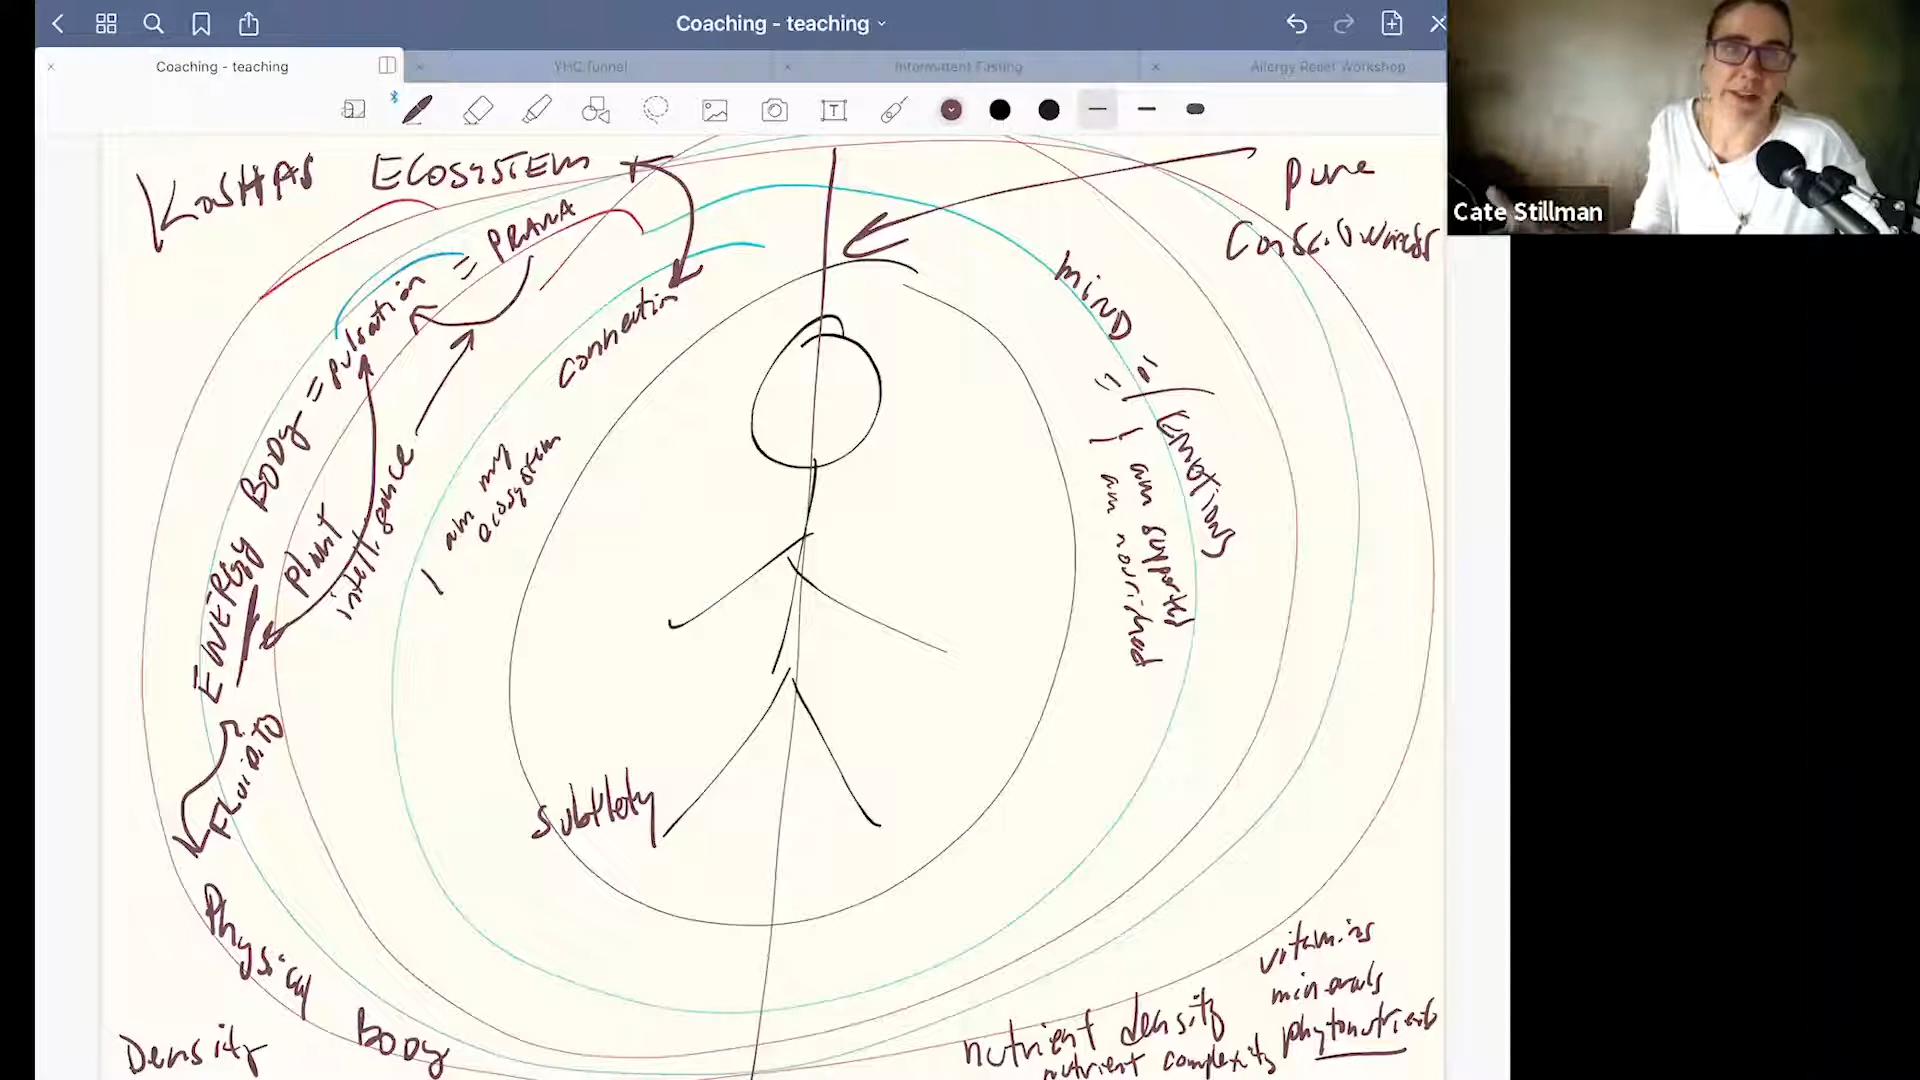 Coaching - teaching
Coaching - teaching
YHC Funnel
Intermittent Fasting
Allergy Relief Workshop
Cate Stillman
KOSHAS ECOSYSTEM
Pure
Consciousness
ENERGY BODY = pulsation = PRANA
connection
MIND =
= / EMOTIONS
I am my
ecosystem
I am supported
am nourished
plant
intelligence
Fluidity
subtlety
Physical
BODY
Density
vitamins
minerals
phytonutrients
nutrient density
nutrient complexity